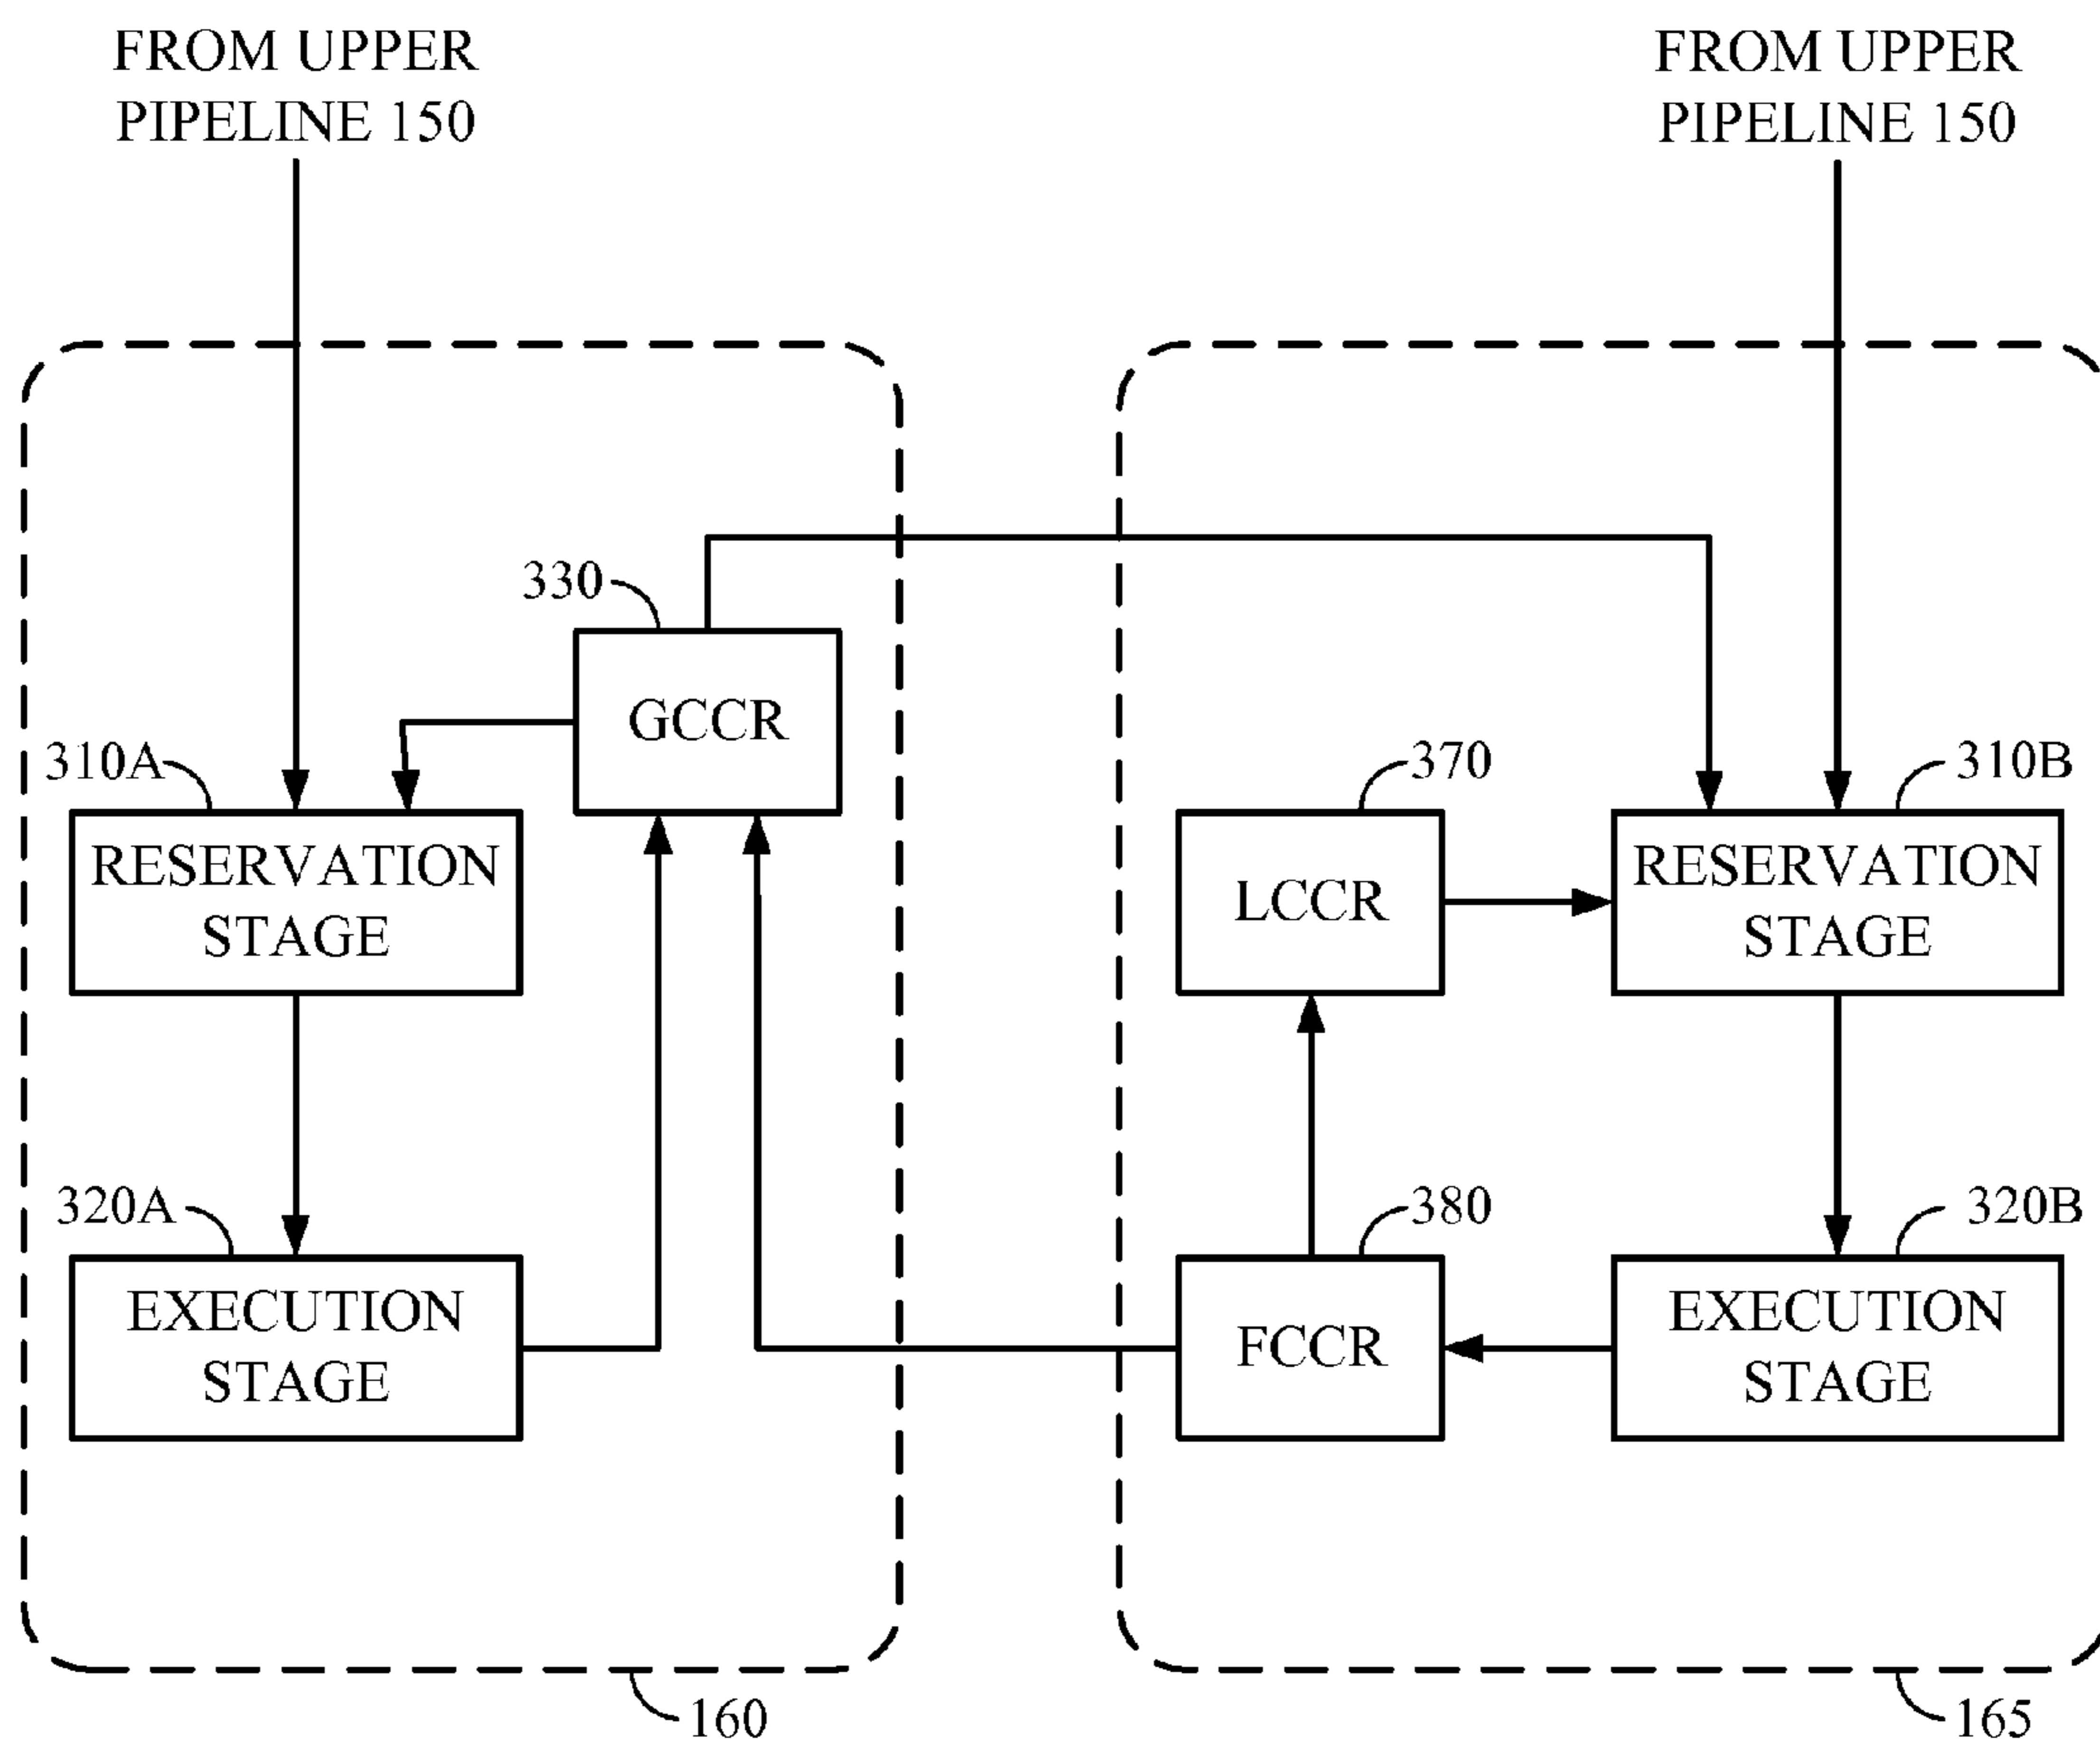 FROM UPPER
PIPELINE 150
FROM UPPER
PIPELINE 150
330
GCCR
310A
RESERVATION
STAGE
370
LCCR
310B
RESERVATION
STAGE
320A
EXECUTION
STAGE
380
FCCR
320B
EXECUTION
STAGE
160
165